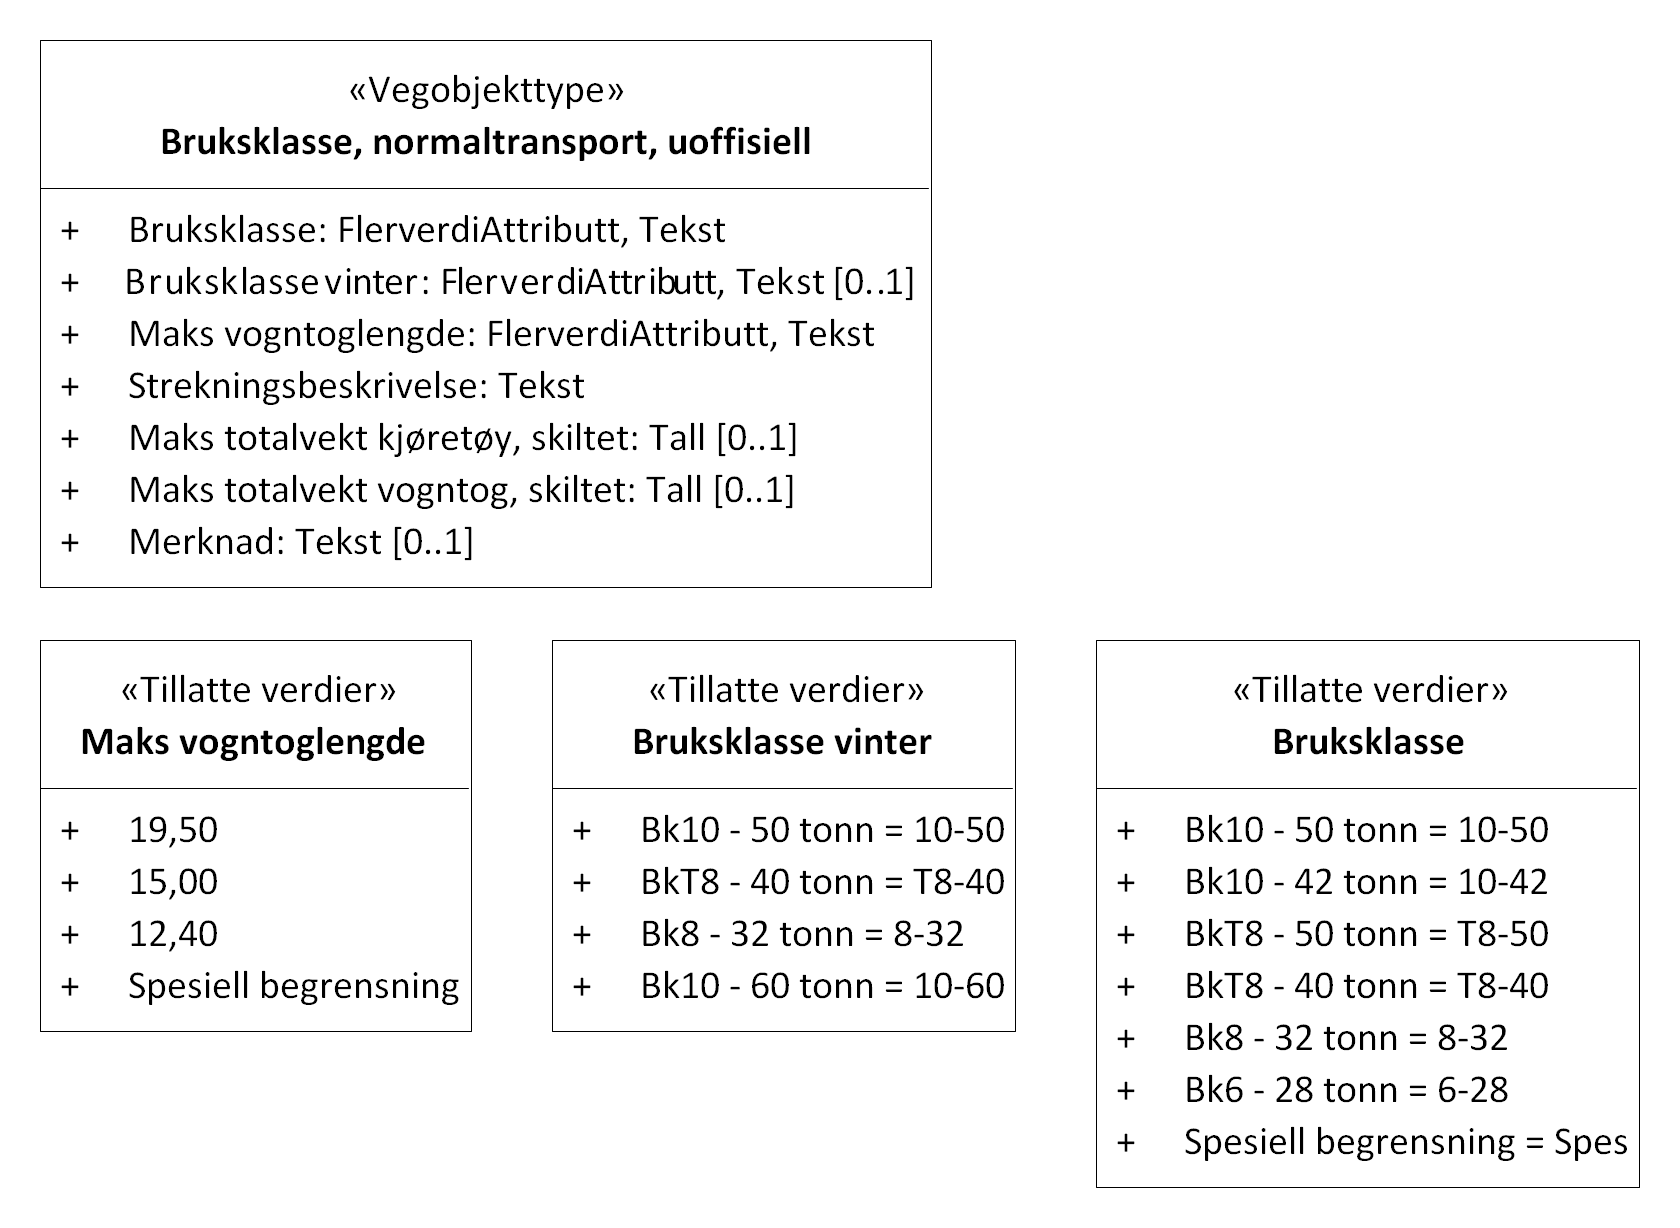 «Vegobjekttype»
Bruksklasse, normaltransport, uoffisiell
+ Bruksklasse: FlerverdiAttributt, Tekst
+ Bruksklasse vinter: FlerverdiAttributt, Tekst [0..1]
+ Maks vogntoglengde: FlerverdiAttributt, Tekst
+ Strekningsbeskrivelse: Tekst
+ Maks totalvekt kjøretøy, skiltet: Tall [0..1]
+ Maks totalvekt vogntog, skiltet: Tall [0..1]
+ Merknad: Tekst [0..1]
«Tillatte verdier»
Maks vogntoglengde
+ 19,50
+ 15,00
+ 12,40
+ Spesiell begrensning
«Tillatte verdier»
Bruksklasse vinter
+ Bk10 - 50 tonn = 10-50
+ BkT8 - 40 tonn = T8-40
+ Bk8 - 32 tonn = 8-32
+ Bk10 - 60 tonn = 10-60
«Tillatte verdier»
Bruksklasse
+ Bk10 - 50 tonn = 10-50
+ Bk10 - 42 tonn = 10-42
+ BkT8 - 50 tonn = T8-50
+ BkT8 - 40 tonn = T8-40
+ Bk8 - 32 tonn = 8-32
+ Bk6 - 28 tonn = 6-28
+ Spesiell begrensning = Spes